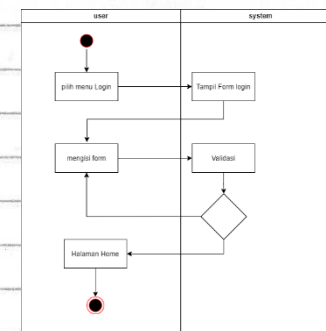 user
system
pilih menu Login
Tampil Form login
mengisi form
Validasi
Halaman Home